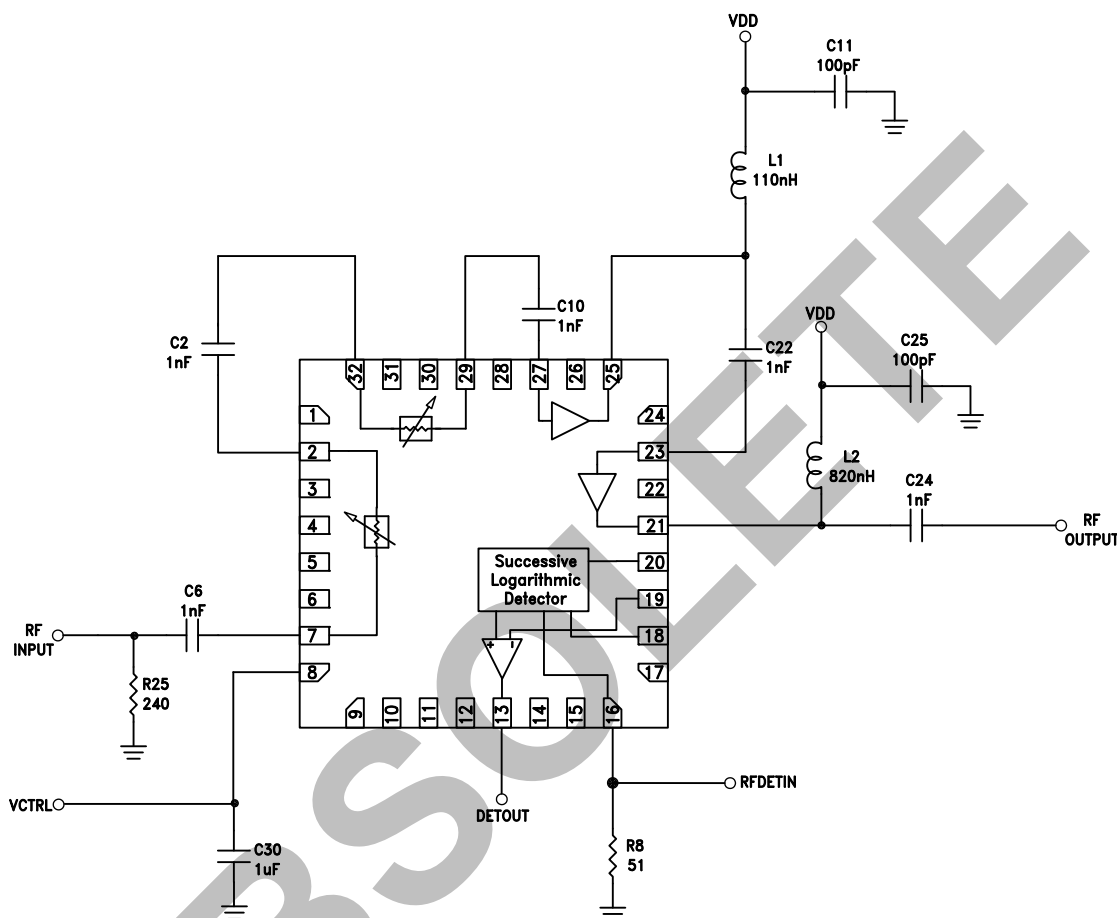 VDD
C11
100pF
L1
110nH
C2
1nF
C10
1nF
C22
1nF
VDD
C25
100pF
32
31
30
29
28
27
26
25
1
2
3
4
5
6
7
8
24
23
22
21
20
19
18
17
L2
820nH
C24
1nF
RF
OUTPUT
Successive
Logarithmic
Detector
+
-
C6
1nF
RF
INPUT
R25
240
9
10
11
12
13
14
15
16
VCTRL
DETOUT
RFDETIN
C30
1uF
R8
51
BSOLETE